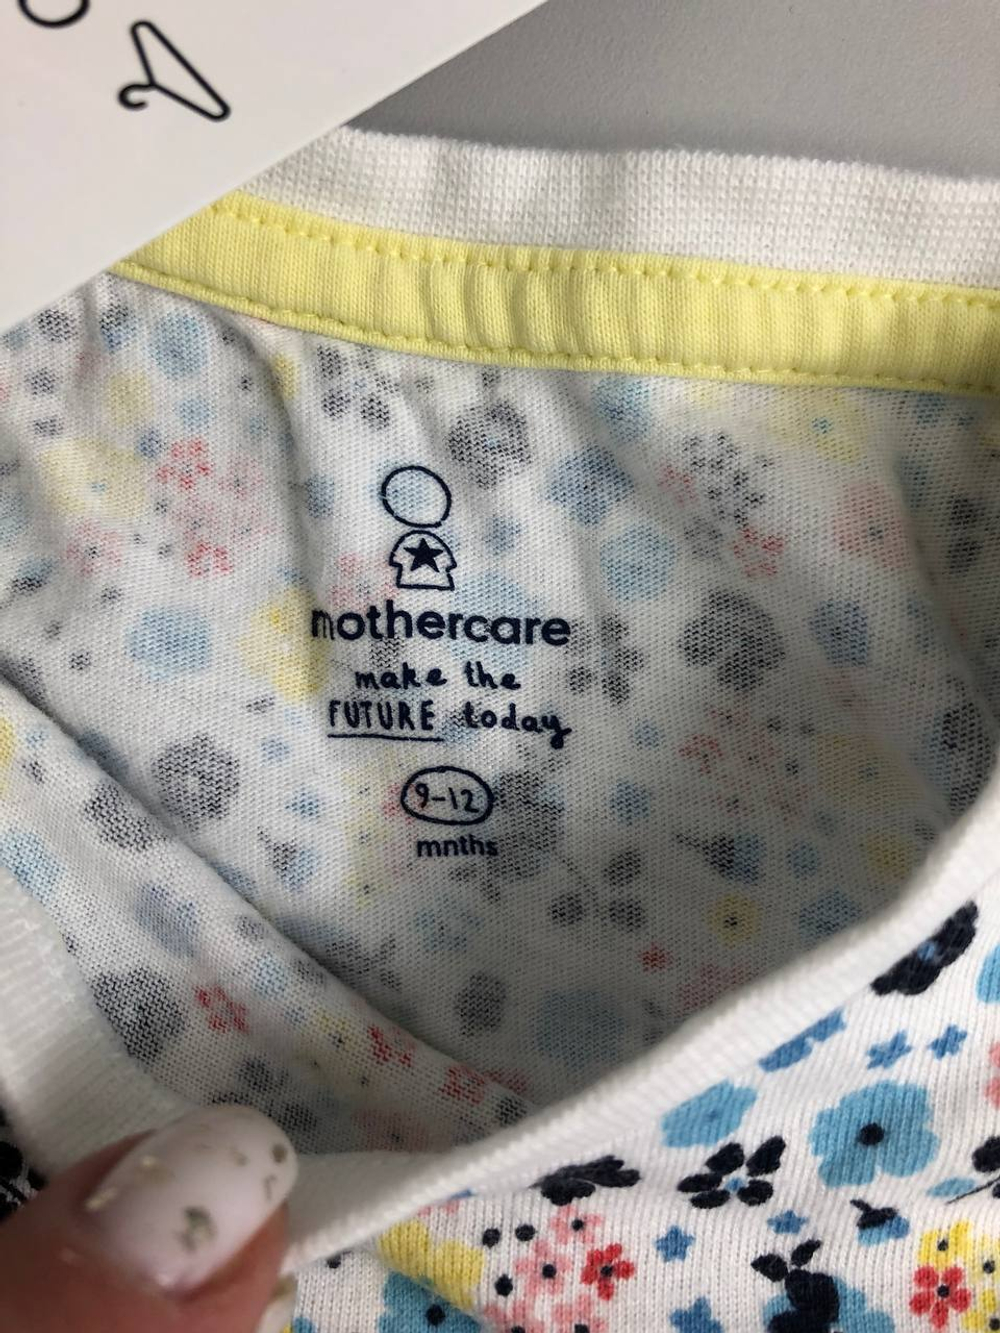 mothercare
make the
FUTURE today
9-12
mnths